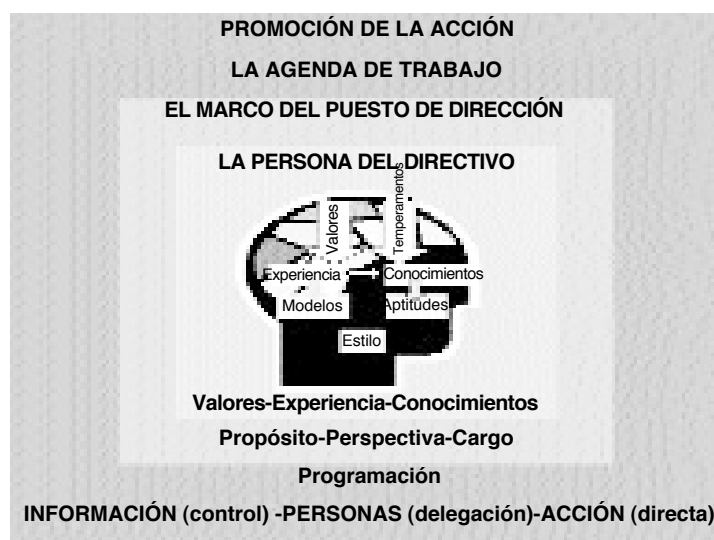 PROMOCIÓN DE LA ACCIÓN
LA AGENDA DE TRABAJO
EL MARCO DEL PUESTO DE DIRECCIÓN
LA PERSONA DEL DIRECTIVO
Valores
Temperamentos
Experiencia
Conocimientos
Modelos
Aptitudes
Estilo
Valores-Experiencia-Conocimientos
Propósito-Perspectiva-Cargo
Programación
INFORMACIÓN (control) -PERSONAS (delegación)-ACCIÓN (directa)